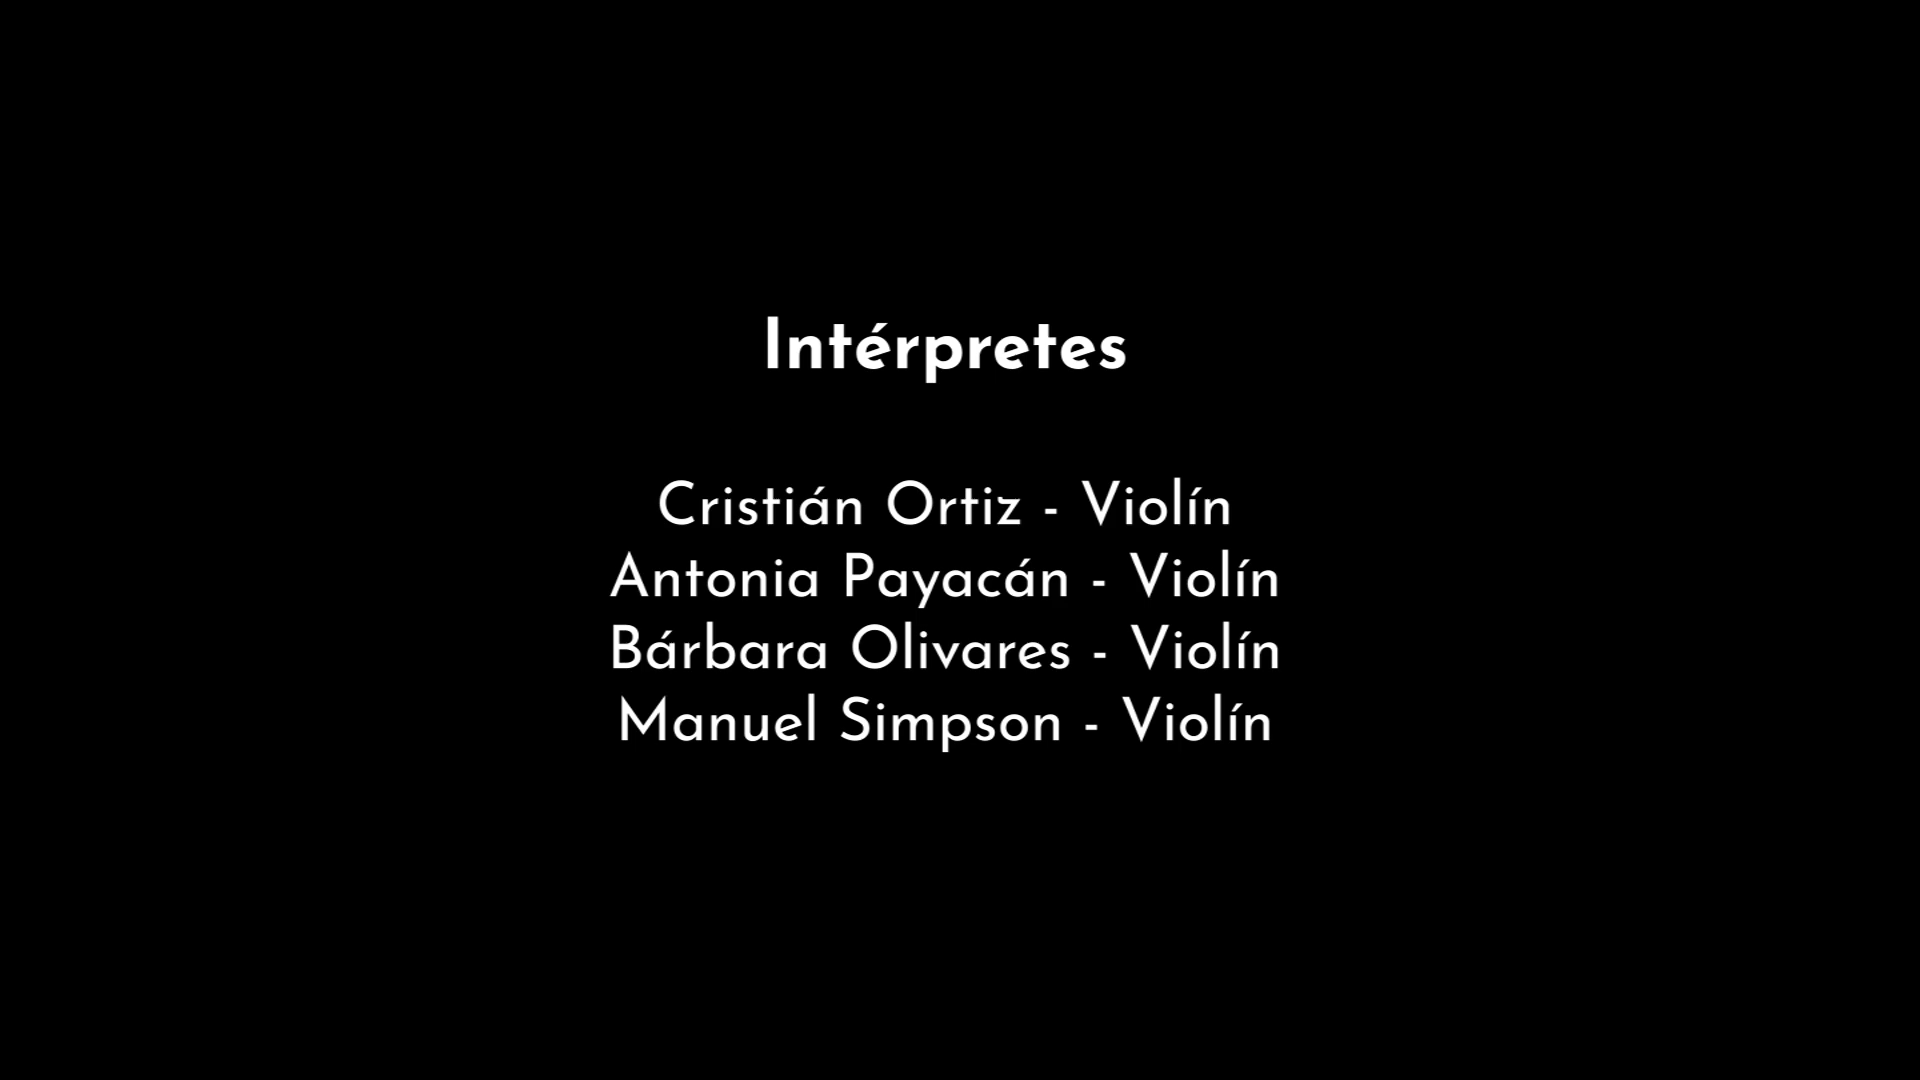 Intérpretes
Cristián Ortiz - Violín
Antonia Payacán - Violín
Bárbara Olivares - Violín
Manuel Simpson - Violín